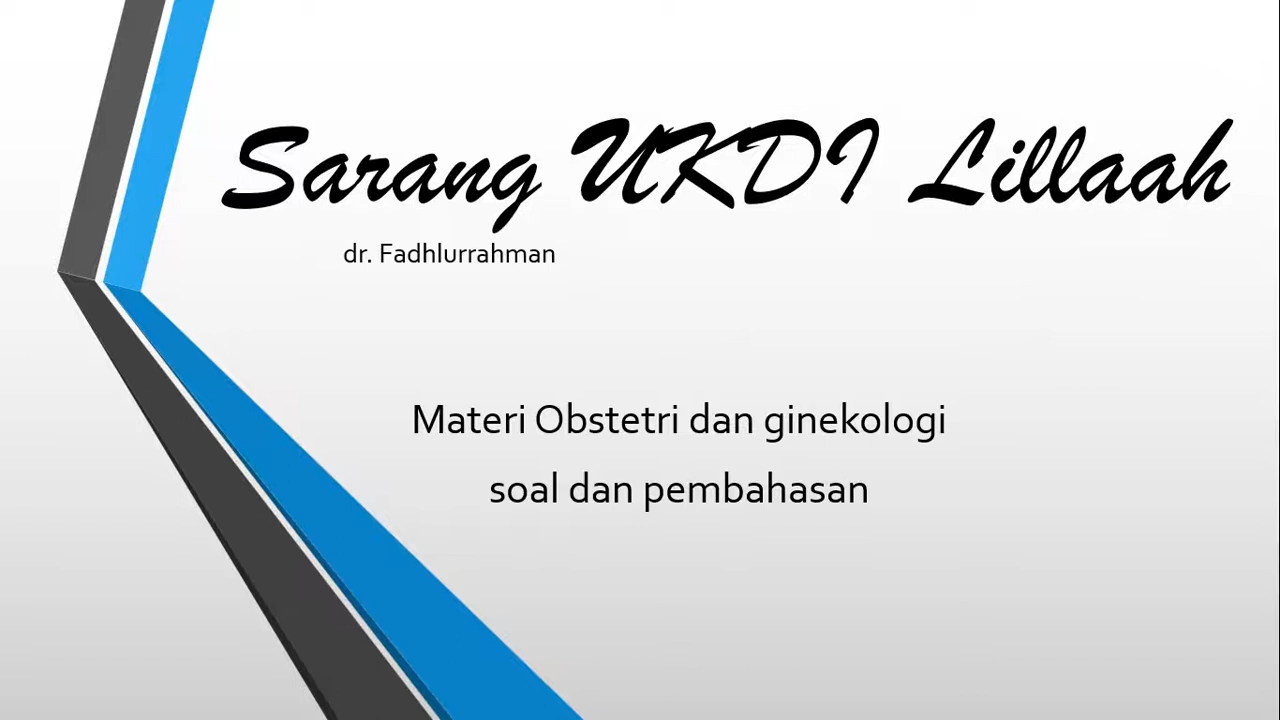 Sarang UKDI Lillaah
dr. Fadhlurrahman
Materi Obstetri dan ginekologi
soal dan pembahasan